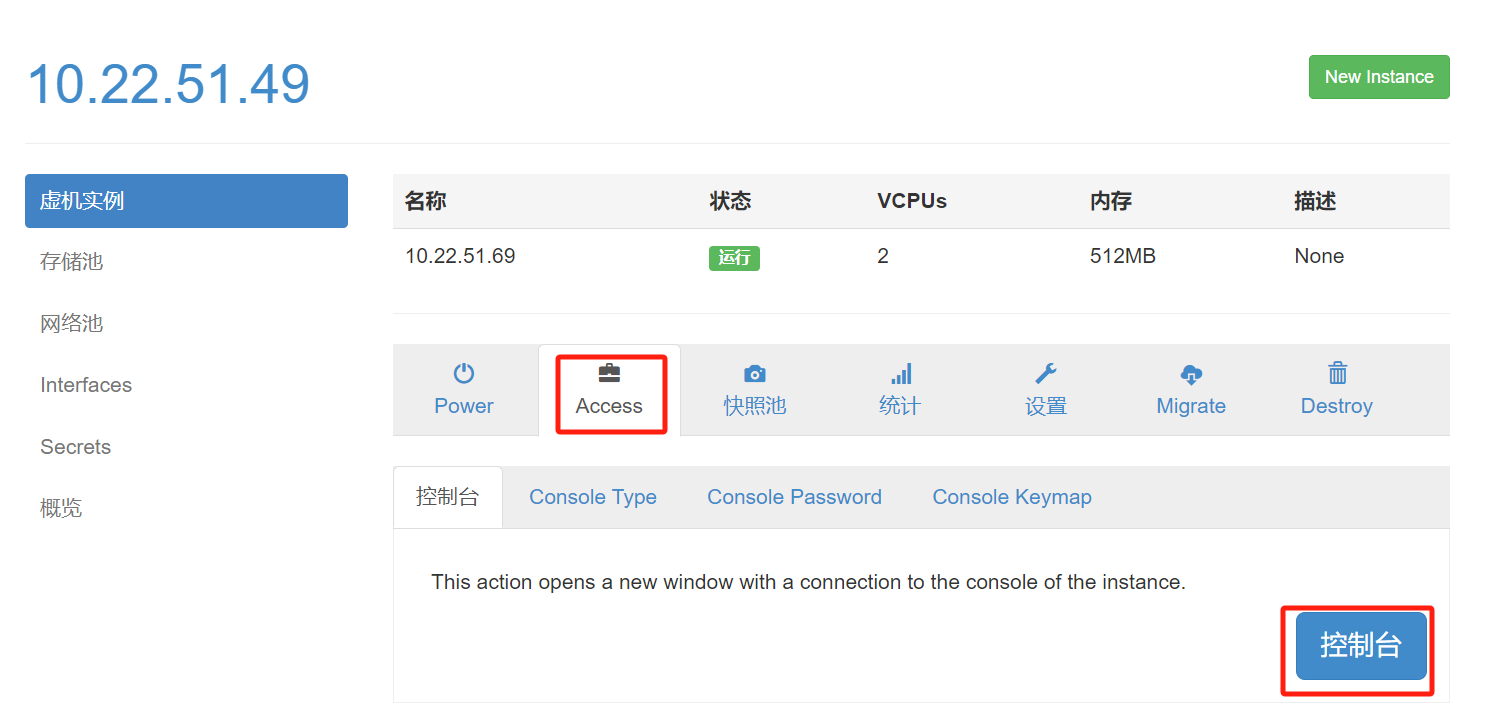 10.22.51.49
New Instance
虚机实例
存储池
网络池
Interfaces
Secrets
概览
名称 状态 VCPUs 内存 描述
10.22.51.69 运行 2 512MB None
Power Access 快照池 统计 设置 Migrate Destroy
控制台 Console Type Console Password Console Keymap
This action opens a new window with a connection to the console of the instance.
控制台